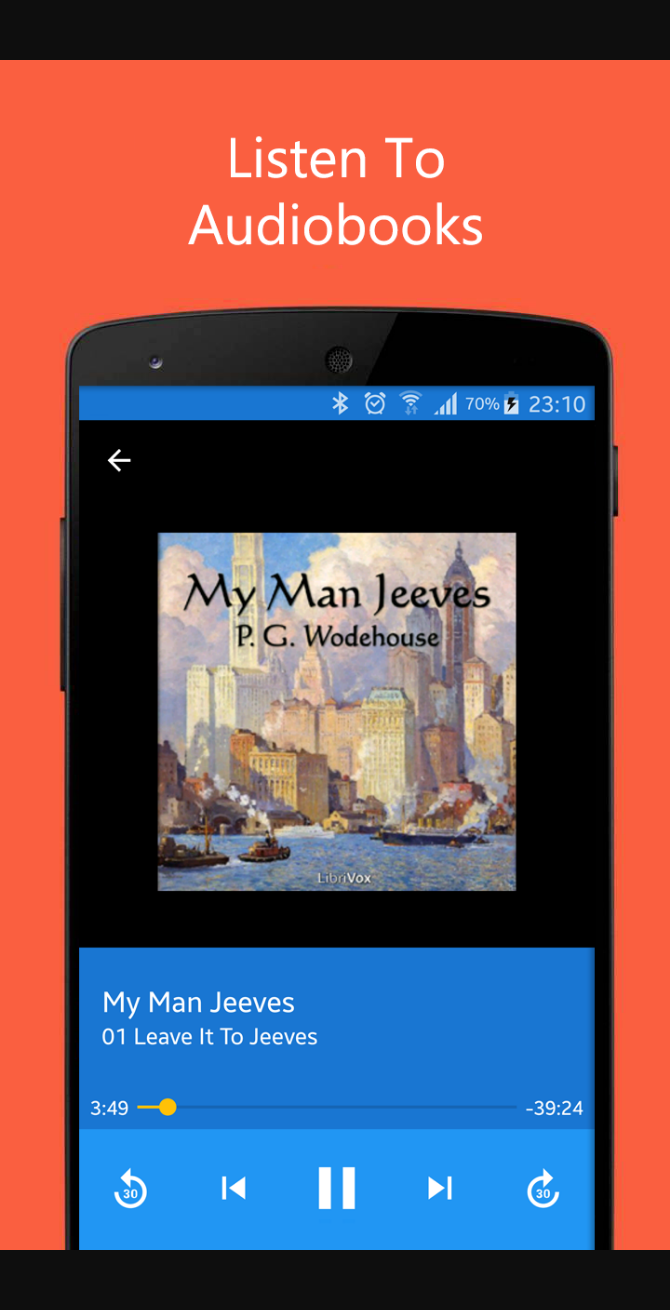 Listen To
Audiobooks
70% 23:10
My Man Jeeves
P. G. Wodehouse
LibriVox
My Man Jeeves
01 Leave It To Jeeves
3:49 -39:24
30 30